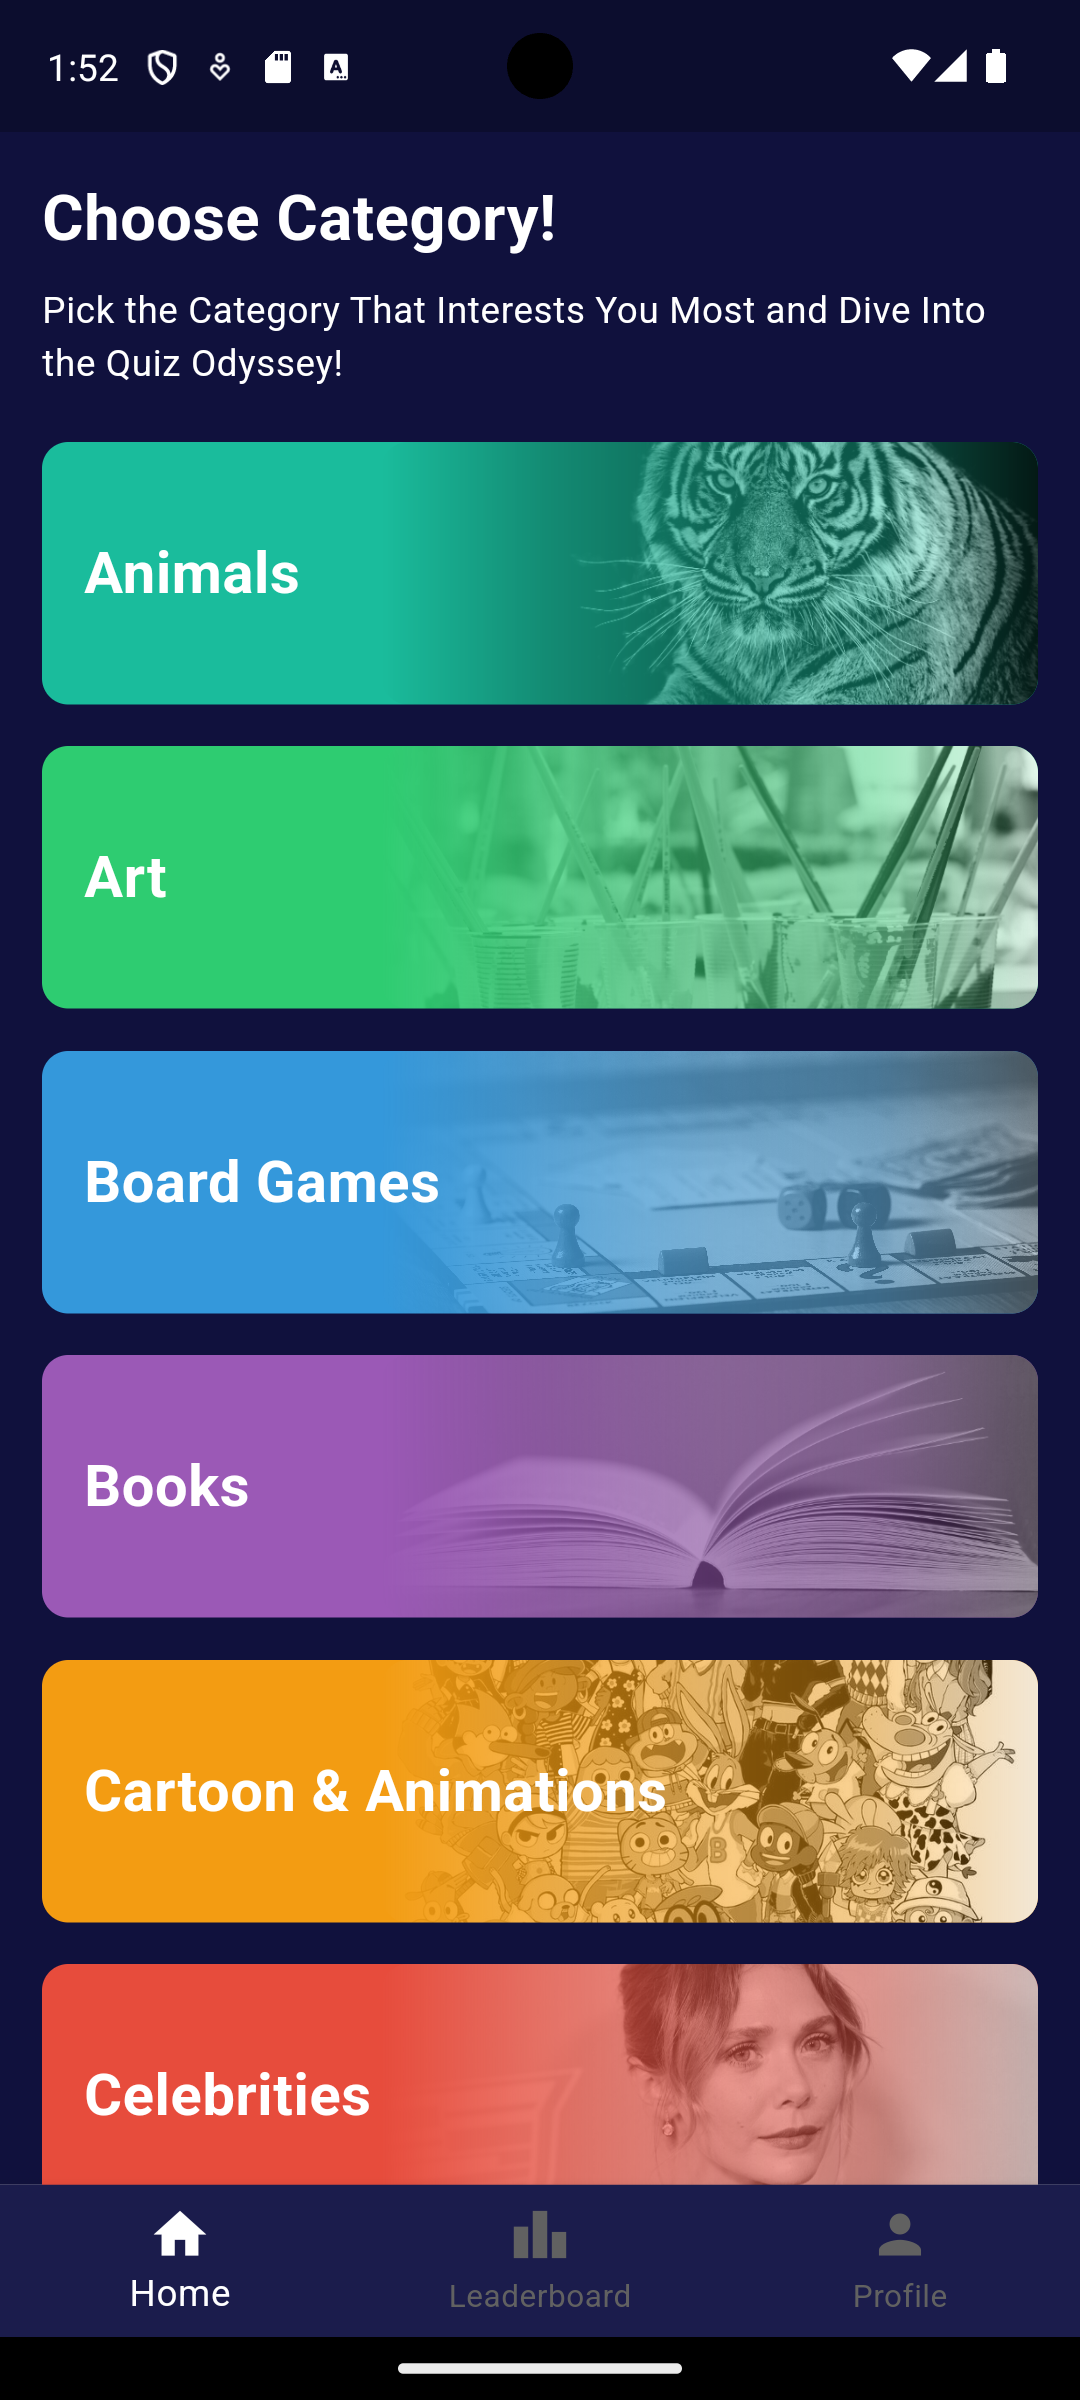 1:52
Choose Category!
Pick the Category That Interests You Most and Dive Into
the Quiz Odyssey!
Animals
Art
Board Games
Books
Cartoon & Animations
B
Celebrities
Home
Leaderboard
Profile